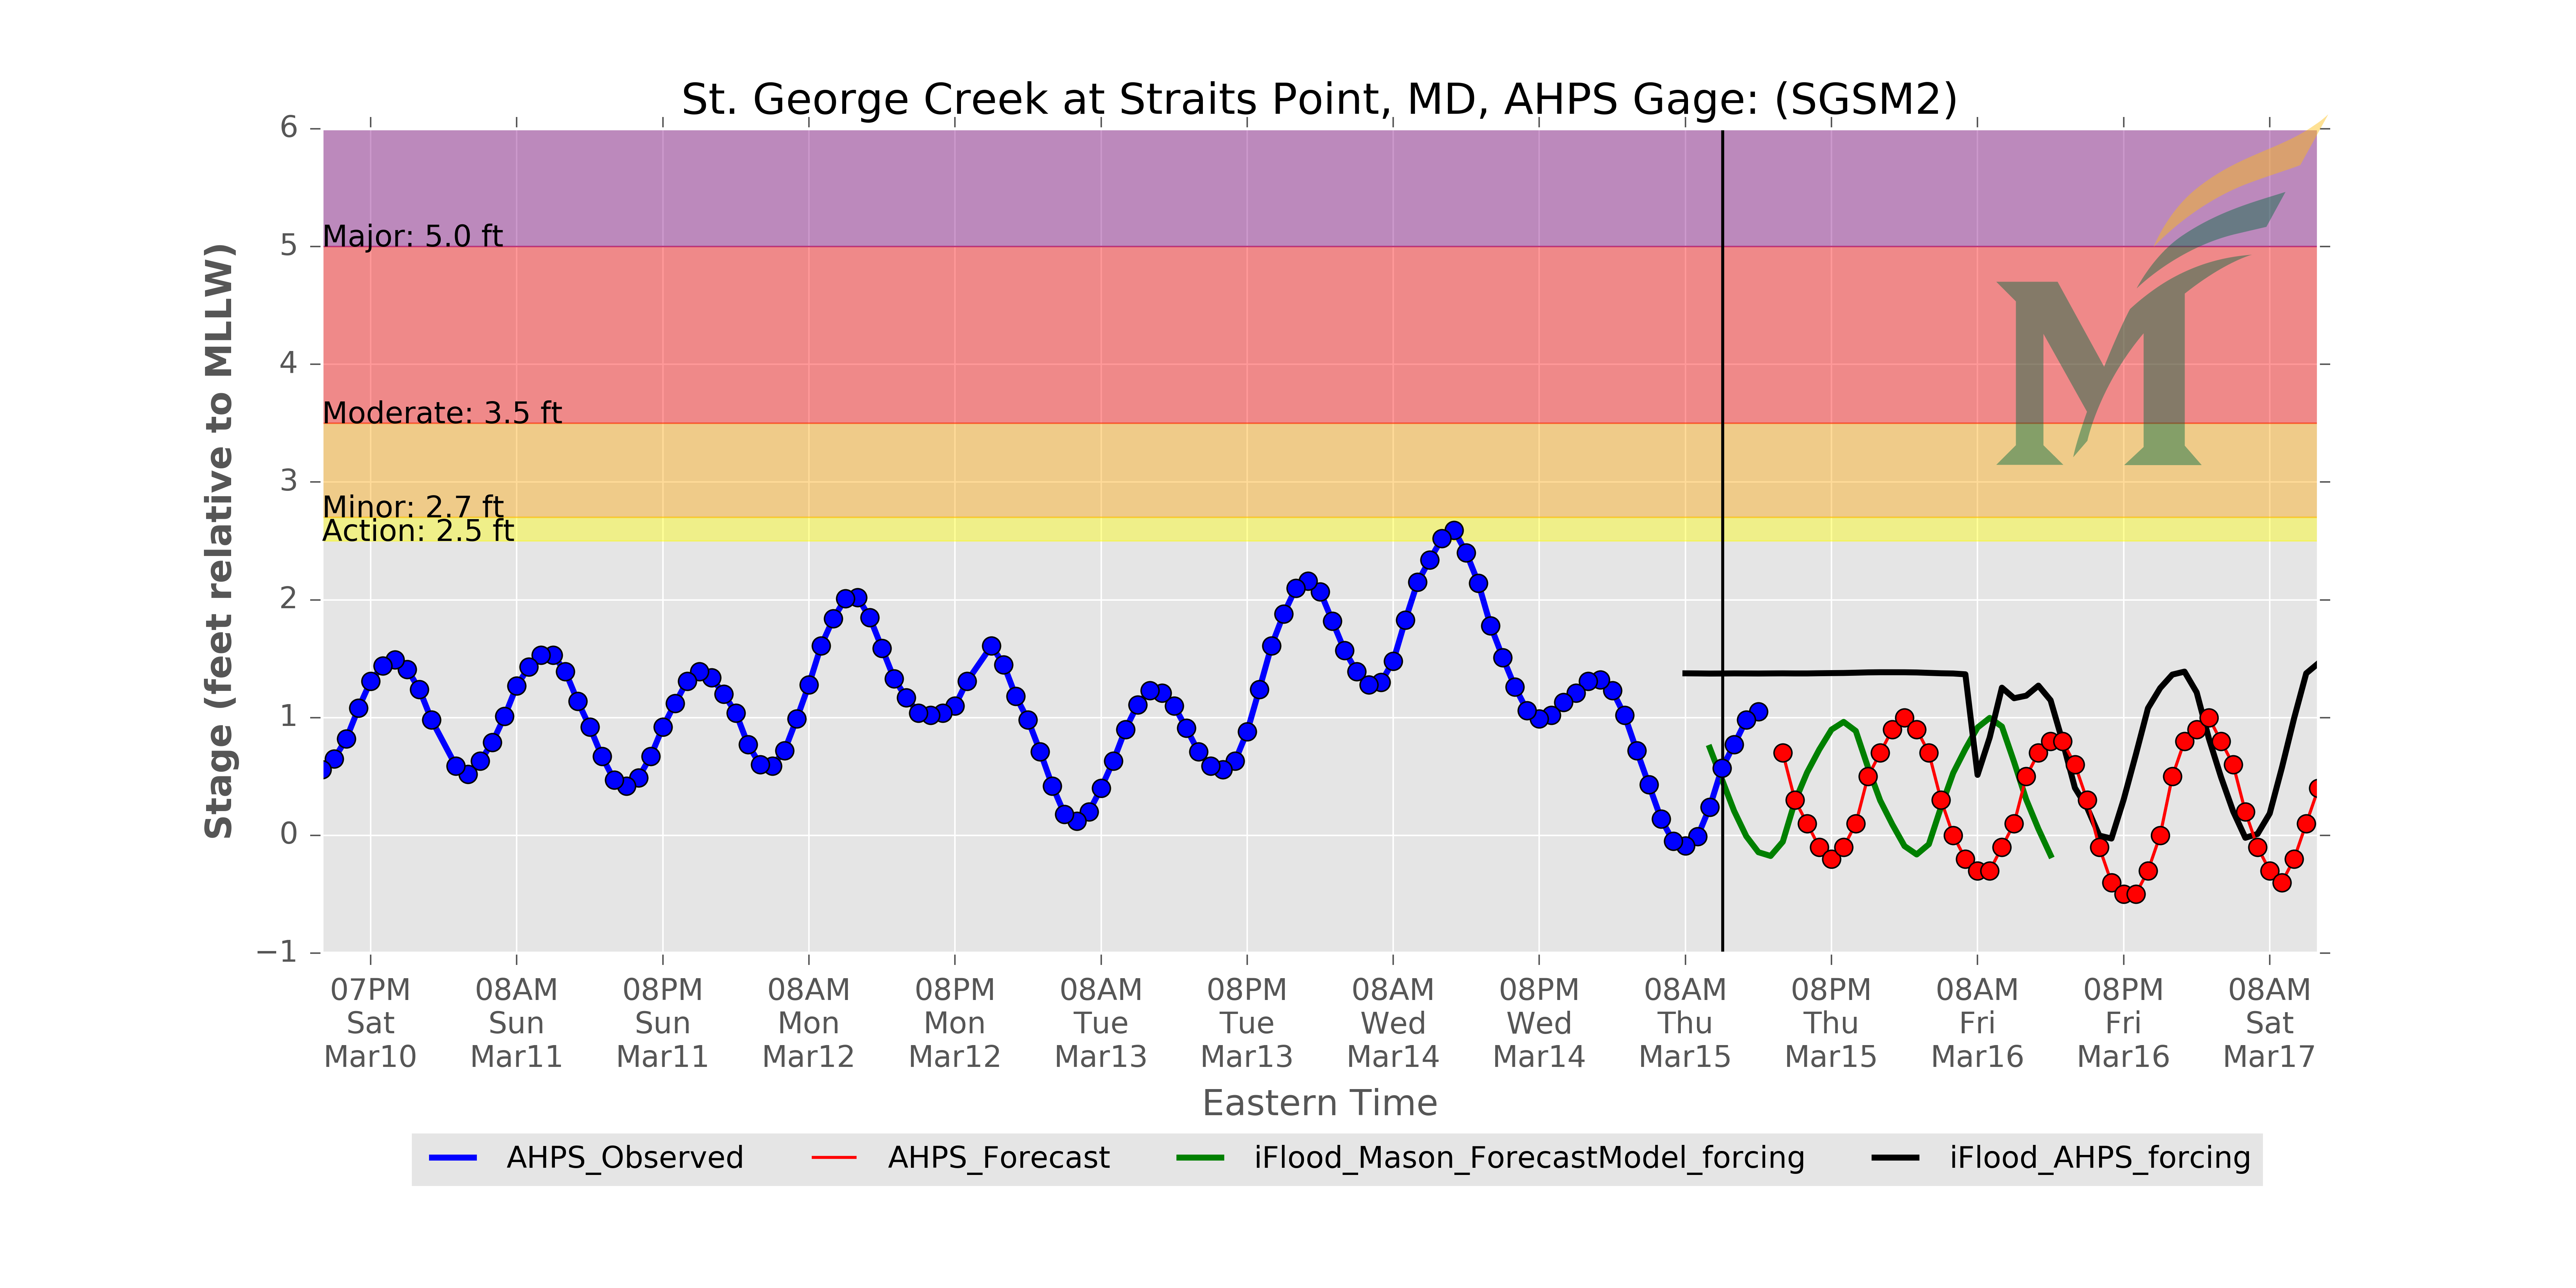 St. George Creek at Straits Point, MD, AHPS Gage: (SGSM2)
Stage (feet relative to MLLW)
6
5
4
3
2
1
0
−1
Major: 5.0 ft
Moderate: 3.5 ft
Minor: 2.7 ft
Action: 2.5 ft
M
07PM 08AM 08PM 08AM 08PM 08AM 08PM 08AM 08PM 08AM 08PM 08AM 08PM 08AM
Sat Sun Sun Mon Mon Tue Tue Wed Wed Thu Thu Fri Fri Sat
Mar10 Mar11 Mar11 Mar12 Mar12 Mar13 Mar13 Mar14 Mar14 Mar15 Mar15 Mar16 Mar16 Mar17
Eastern Time
AHPS_Observed AHPS_Forecast iFlood_Mason_ForecastModel_forcing iFlood_AHPS_forcing